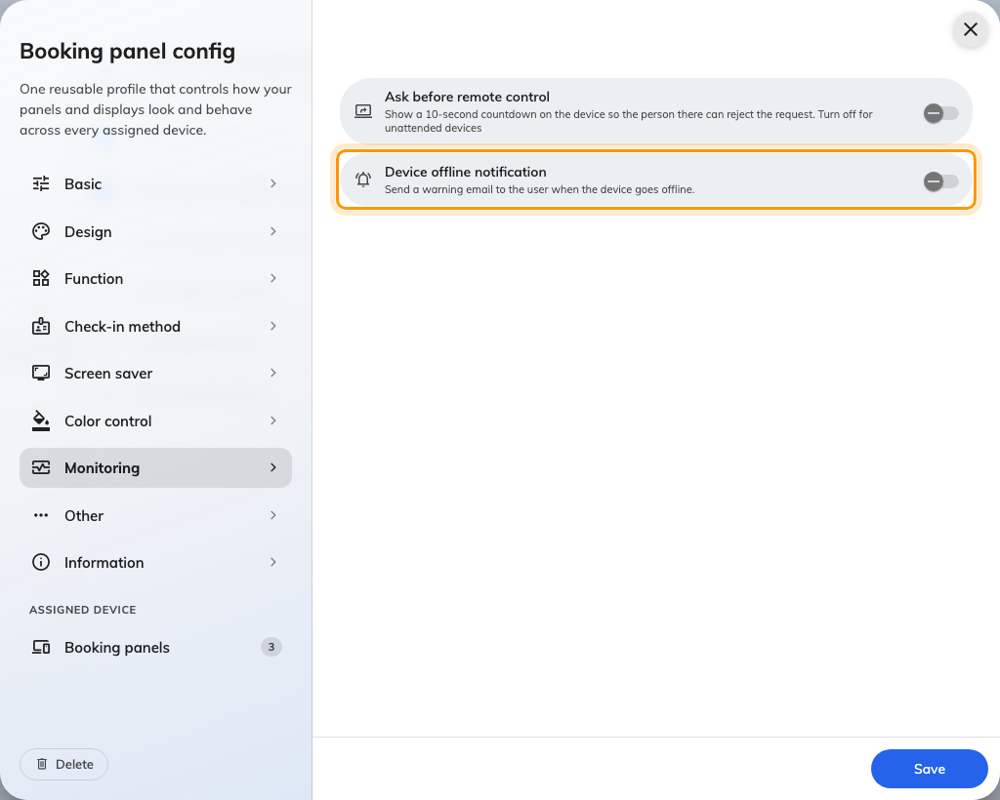 Booking panel config
One reusable profile that controls how your
panels and displays look and behave
across every assigned device.
Basic
Design
Function
Check-in method
Screen saver
Color control
Monitoring
Other
Information
ASSIGNED DEVICE
Booking panels 3
Delete
Ask before remote control
Show a 10-second countdown on the device so the person there can reject the request. Turn off for
unattended devices
Device offline notification
Send a warning email to the user when the device goes offline.
Save